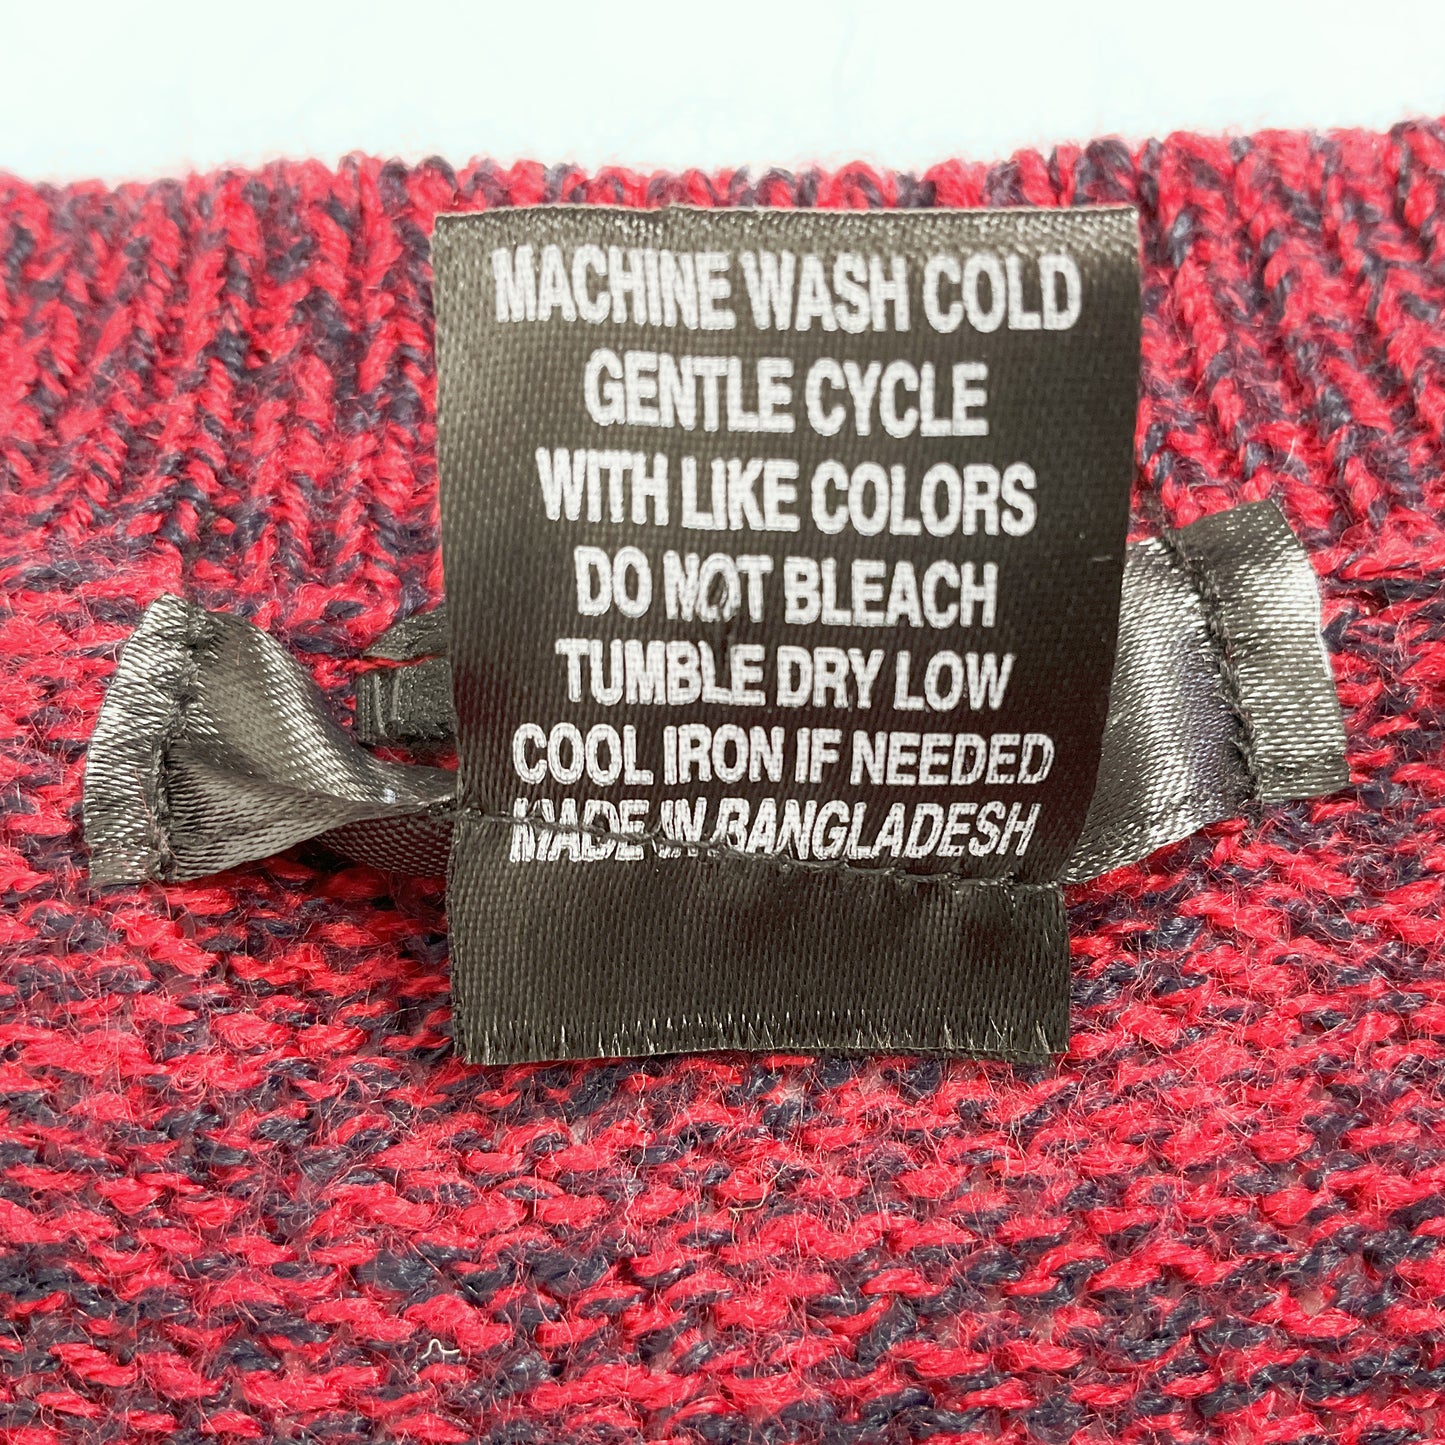 MACHINE WASH COLD
GENTLE CYCLE
WITH LIKE COLORS
DO NOT BLEACH
TUMBLE DRY LOW
COOL IRON IF NEEDED
MADE IN BANGLADESH